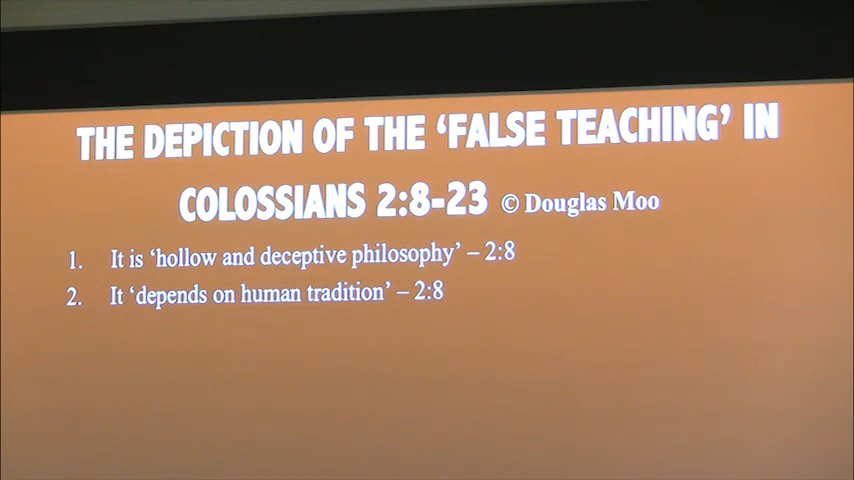 THE DEPICTION OF THE ‘FALSE TEACHING’ IN
COLOSSIANS 2:8-23 © Douglas Moo
1. It is ‘hollow and deceptive philosophy’ – 2:8
2. It ‘depends on human tradition’ – 2:8